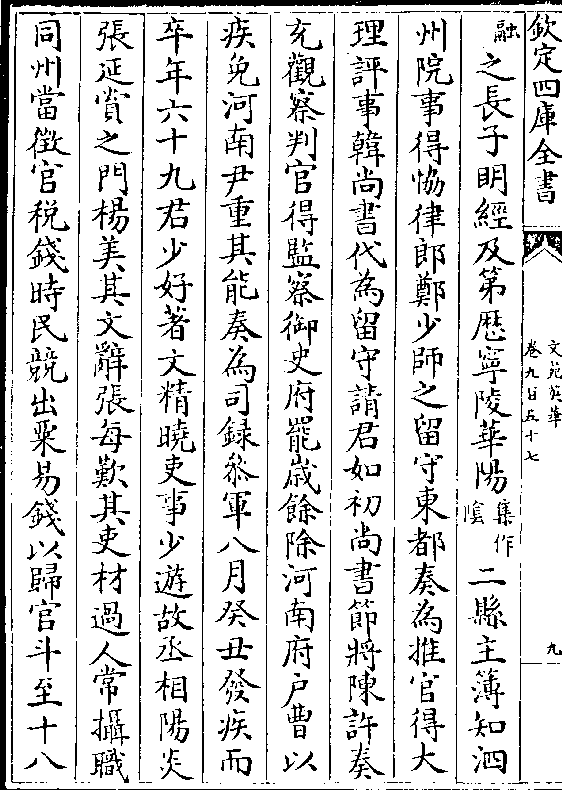 欽定四庫全書
文苑英華
卷九百五十七
九
融之長子明經及第歷寧陵華陽集作陰二縣主簿知泗
州院事得恊律郎鄭少師之留守東都奏為推官得大
理評事韓尚書代為留守請君如初尚書節將陳許奏
充觀察判官得監察御史府罷歲餘除河南府戶曹以
疾免河南尹重其能奏為司録叅軍八月癸丑發疾而
卒年六十九君少好著文精曉吏事少遊故丞相陽炎
張延賞之門楊美其文辭張每歎其吏材過人常攝職
同州當徵官税錢時民競出粟易錢以歸官斗至十八